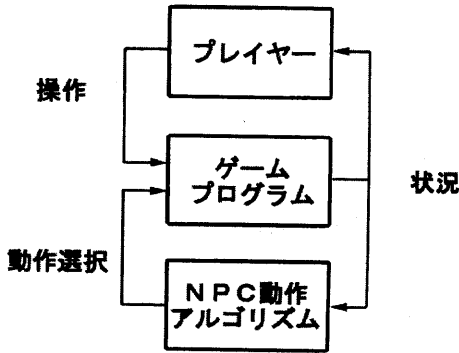 プレイヤー
操作
ゲーム
プログラム
状況
動作選択
NPC動作
アルゴリズム